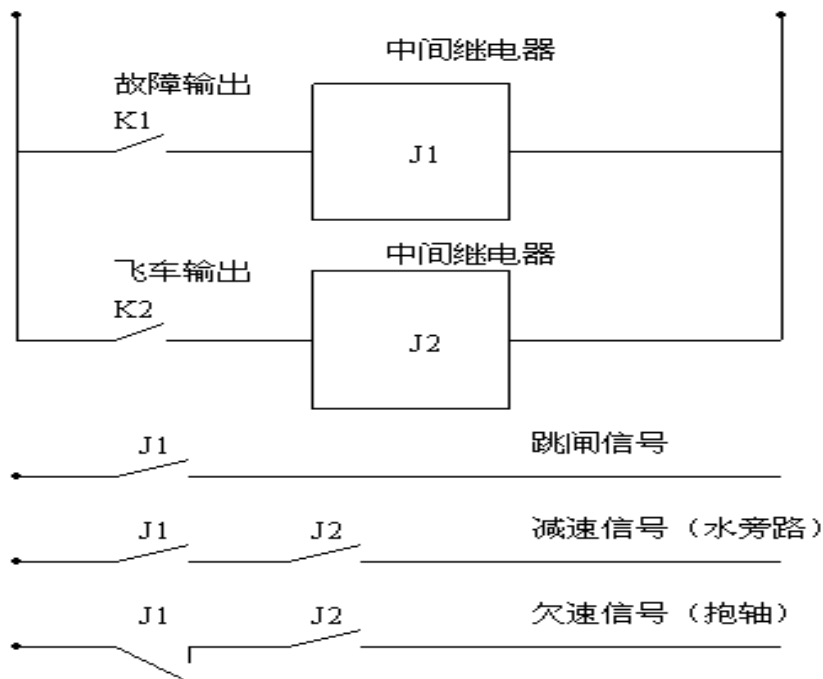 中间继电器
故障输出
K1
J1
中间继电器
飞车输出
K2
J2
J1 跳闸信号
J1 J2 减速信号（水旁路）
J1 J2 欠速信号（抱轴）